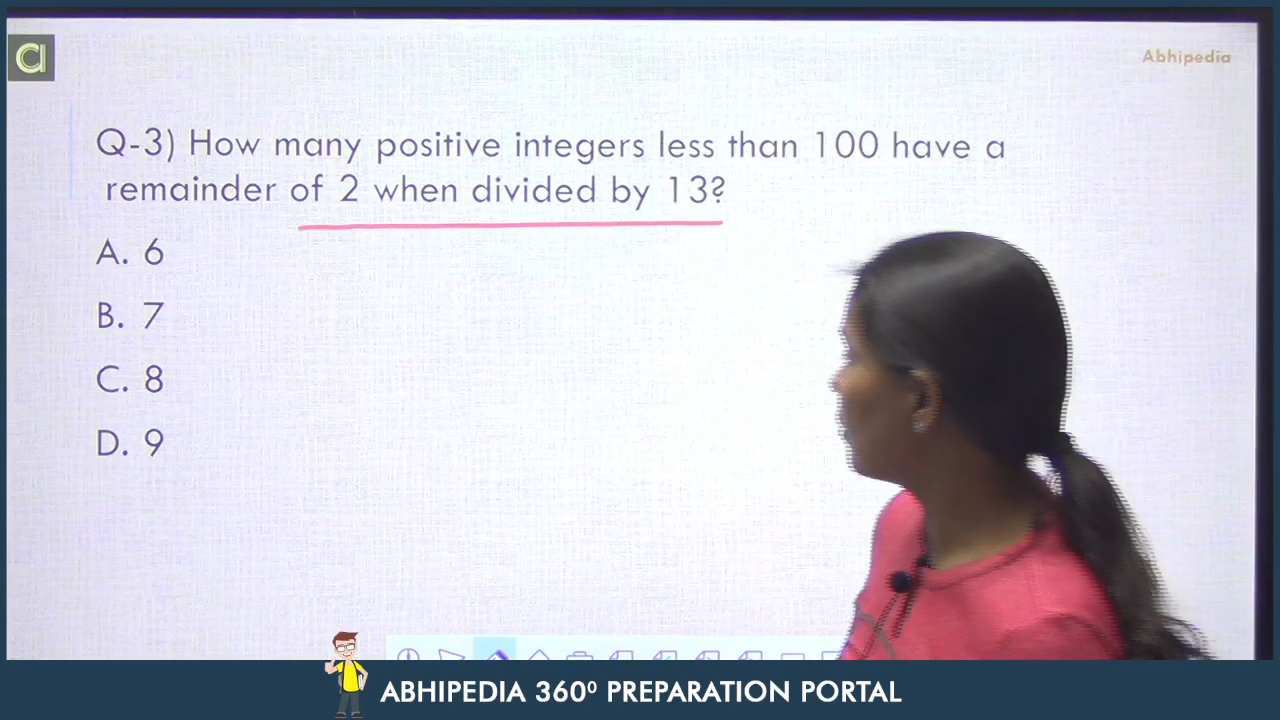 Abhipedia
Q-3) How many positive integers less than 100 have a
remainder of 2 when divided by 13?
A. 6
B. 7
C. 8
D. 9
ABHIPEDIA 360⁰ PREPARATION PORTAL